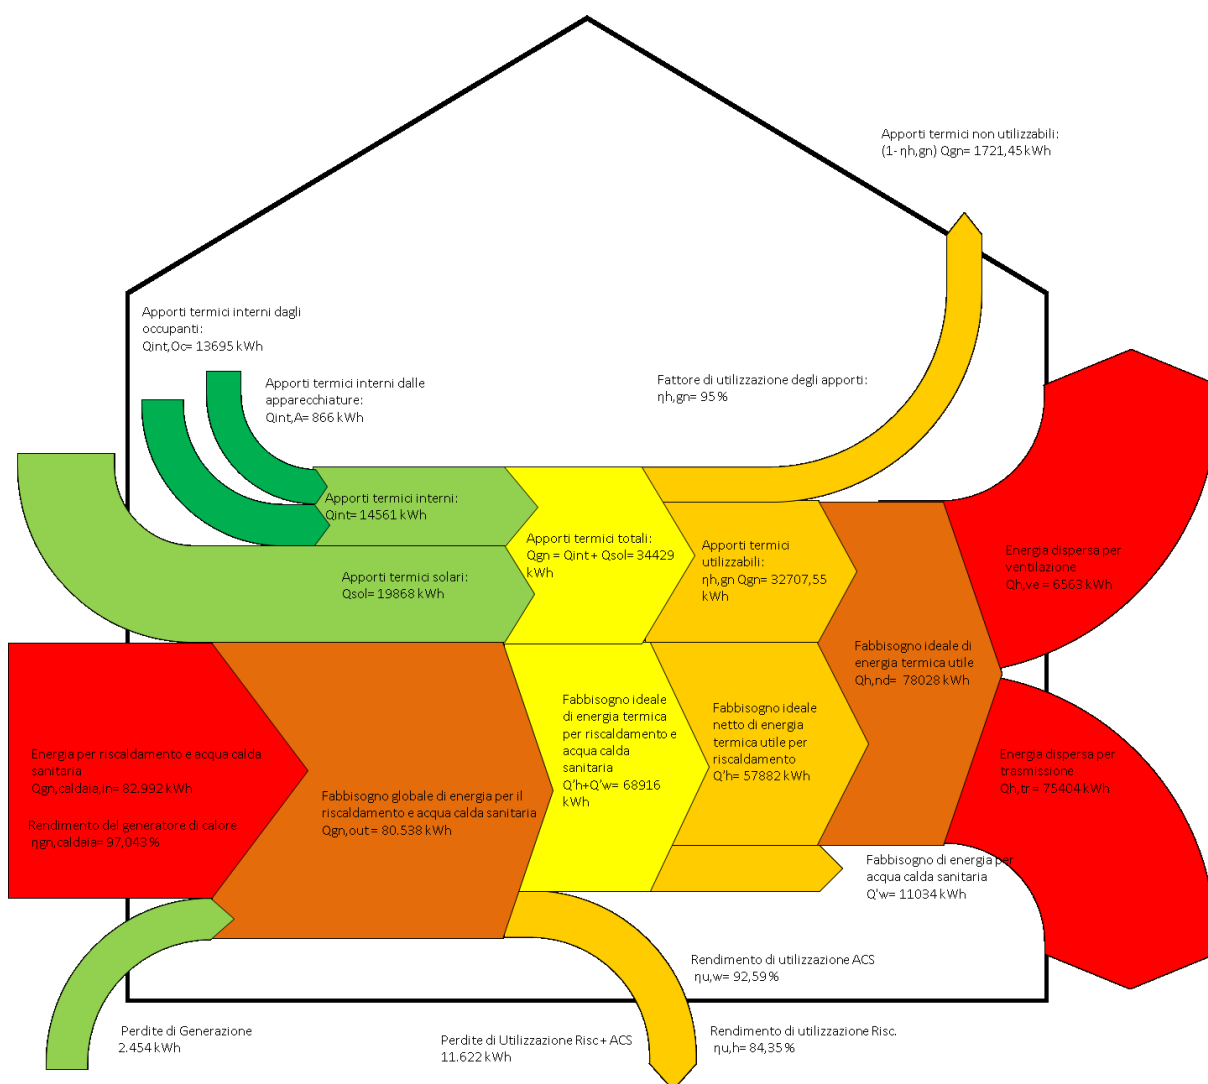 Apporti termici non utilizzabili:
(1- ηh,gn) Qgn= 1721,45 kWh
Apporti termici interni dagli
occupanti:
Qint,Oc= 13695 kWh
Apporti termici interni dalle
apparecchiature:
Qint,A= 866 kWh
Fattore di utilizzazione degli apporti:
ηh,gn= 95%
Apporti termici interni:
Qint= 14561 kWh
Apporti termici totali:
Qgn = Qint + Qsol= 34429
kWh
Apporti termici
utilizzabili:
ηh,gn Qgn= 32707,55
kWh
Energia dispersa per
ventilazione
Qh,ve = 6563 kWh
Apporti termici solari:
Qsol= 19868 kWh
Fabbisogno ideale di
energia termica utile
Qh,nd=  78028 kWh
Fabbisogno ideale
di energia termica
per riscaldamento e
acqua calda
sanitaria
Q'h+Q'w= 68916
kWh
Fabbisogno ideale
netto di energia
termica utile per
riscaldamento
Q'h= 57882 kWh
Energia dispersa per
trasmissione
Qh,tr = 75404 kWh
Energia per riscaldamento e acqua calda
sanitaria
Qgn,caldaia,in= 82.992 kWh
Rendimento del generatore di calore
ηgn,caldaia= 97,043%
Fabbisogno globale di energia per il
riscaldamento e acqua calda sanitaria
Qgn,out = 80.538 kWh
Fabbisogno di energia per
acqua calda sanitaria
Q'w= 11034 kWh
Rendimento di utilizzazione ACS
ηu,w= 92,59%
Perdite di Generazione
2.454 kWh
Perdite di Utilizzazione Risc + ACS
11.622 kWh
Rendimento di utilizzazione Risc.
ηu,h= 84,35%